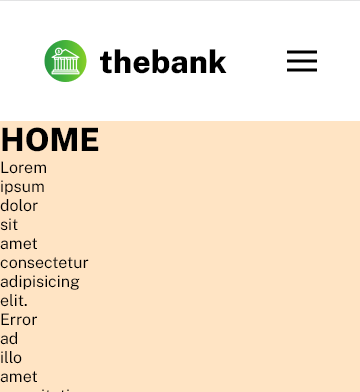 thebank
HOME
Lorem
ipsum
dolor
sit
amet
consectetur
adipisicing
elit.
Error
ad
illo
amet